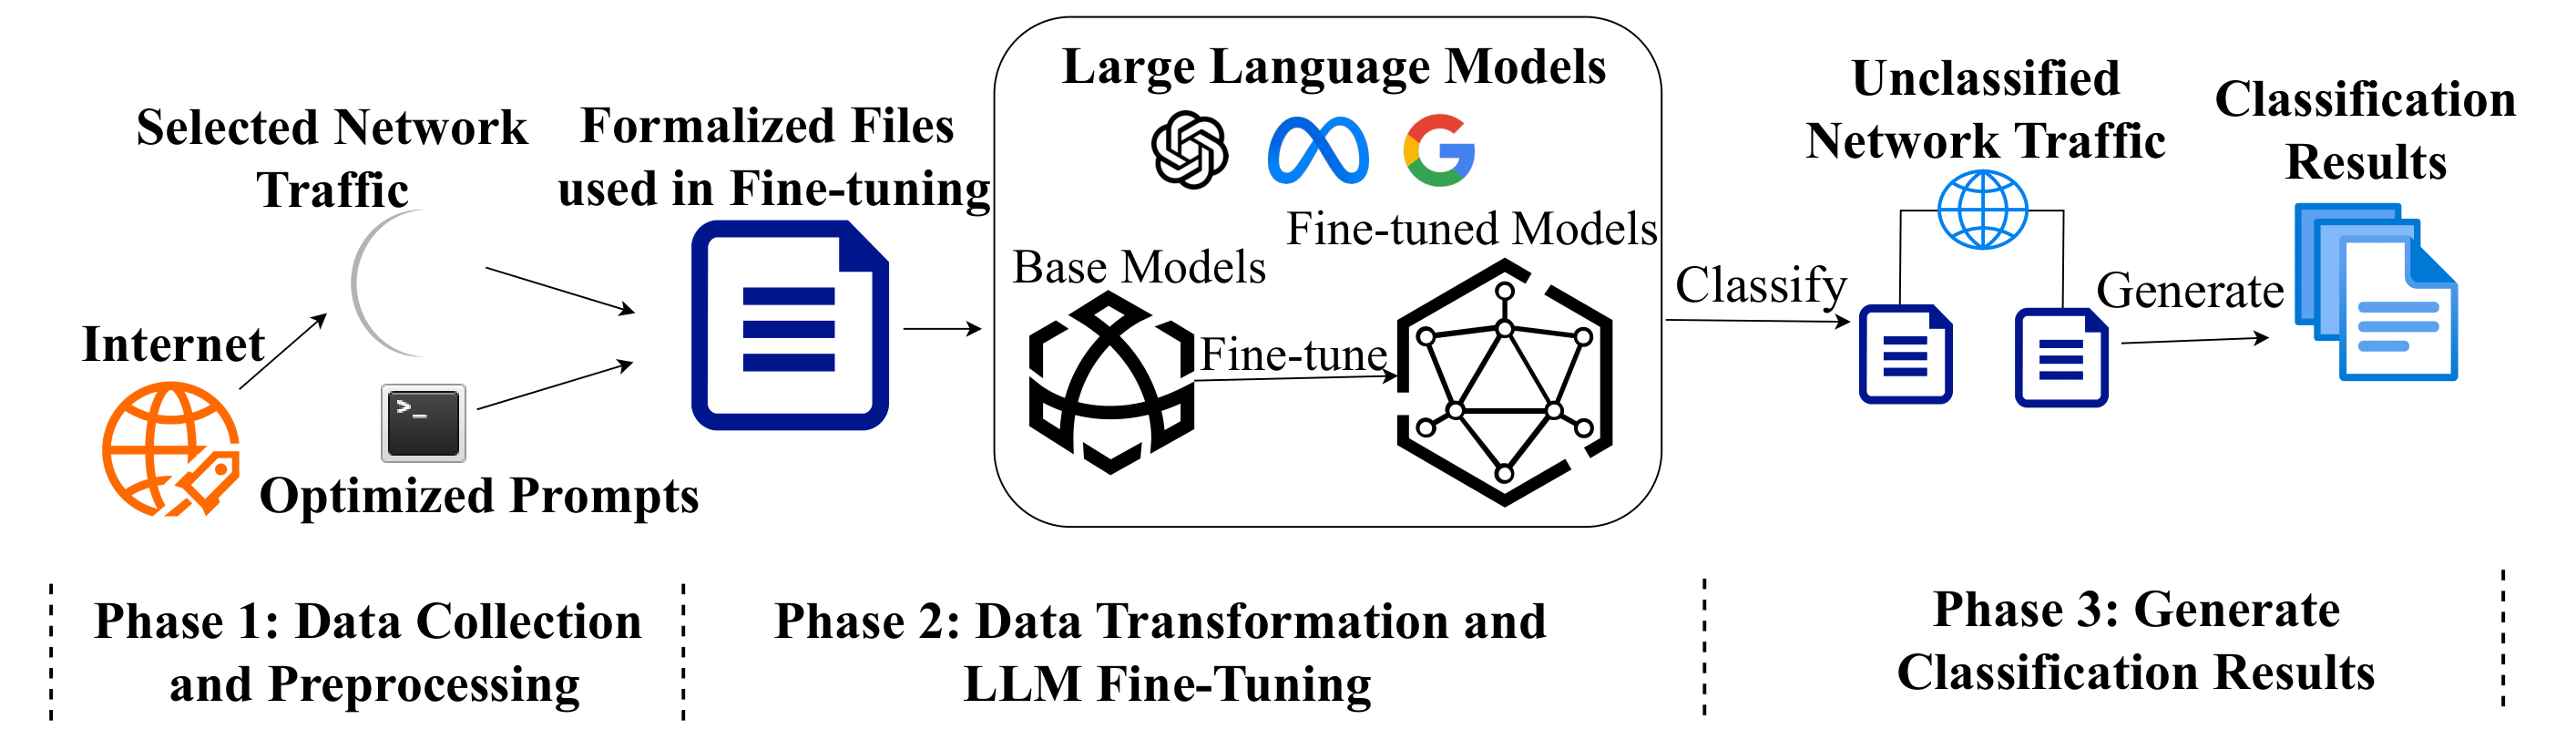 Selected Network
Traffic
Internet
>_
Optimized Prompts
Formalized Files
used in Fine-tuning
Large Language Models
Base Models
Fine-tune
Fine-tuned Models
Classify
Unclassified
Network Traffic
Generate
Classification
Results
Phase 1: Data Collection
and Preprocessing
Phase 2: Data Transformation and
LLM Fine-Tuning
Phase 3: Generate
Classification Results